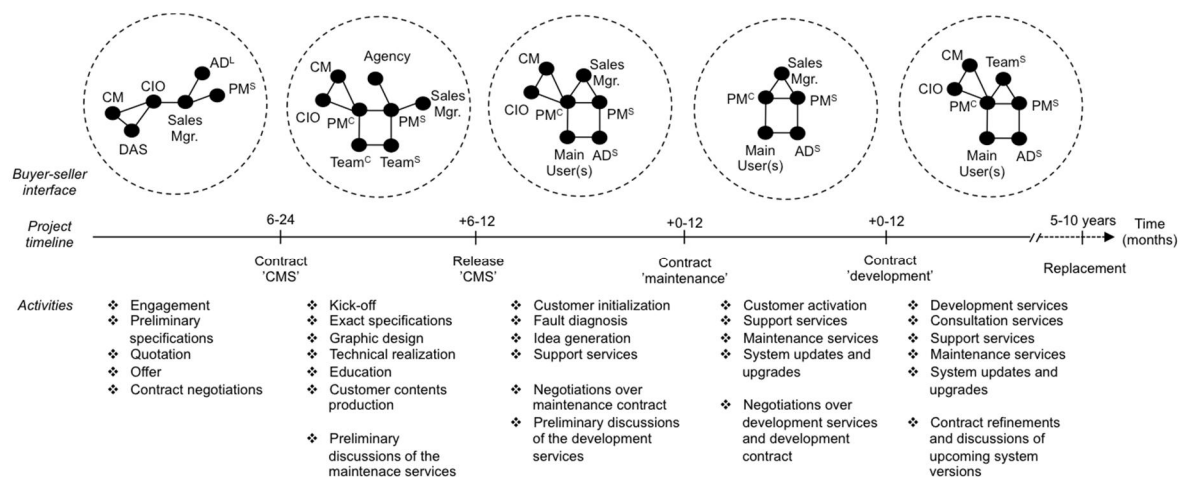 Buyer-seller
interface
CM
CIO
AD^L
PM^S
Sales
Mgr.
DAS
CM
Agency
CIO
PM^C
PM^S
Sales
Mgr.
Team^C
Team^S
CM
Sales
Mgr.
CIO
PM^C
PM^S
Main
User(s)
AD^S
Sales
Mgr.
PM^C
PM^S
Main
User(s)
AD^S
CM
Team^S
CIO
PM^C
PM^S
Main
User(s)
AD^S
Project
timeline
6-24
+6-12
+0-12
+0-12
5-10 years
Time
(months)
Contract
'CMS'
Release
'CMS'
Contract
'maintenance'
Contract
'development'
Replacement
Activities
❖ Engagement
❖ Preliminary
specifications
❖ Quotation
❖ Offer
❖ Contract negotiations
❖ Kick-off
❖ Exact specifications
❖ Graphic design
❖ Technical realization
❖ Education
❖ Customer contents
production
❖ Preliminary
discussions of the
maintenace services
❖ Customer initialization
❖ Fault diagnosis
❖ Idea generation
❖ Support services
❖ Negotiations over
maintenance contract
❖ Preliminary discussions
of the development
services
❖ Customer activation
❖ Support services
❖ Maintenance services
❖ System updates and
upgrades
❖ Negotiations over
development services
and development
contract
❖ Development services
❖ Consultation services
❖ Support services
❖ Maintenance services
❖ System updates and
upgrades
❖ Contract refinements
and discussions of
upcoming system
versions